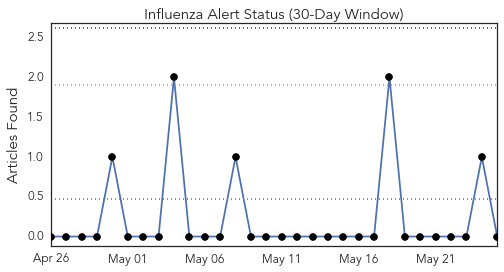 Influenza Alert Status (30-Day Window)
Articles Found
2.5
2.0
1.5
1.0
0.5
0.0
Apr 26
May 01
May 06
May 11
May 16
May 21